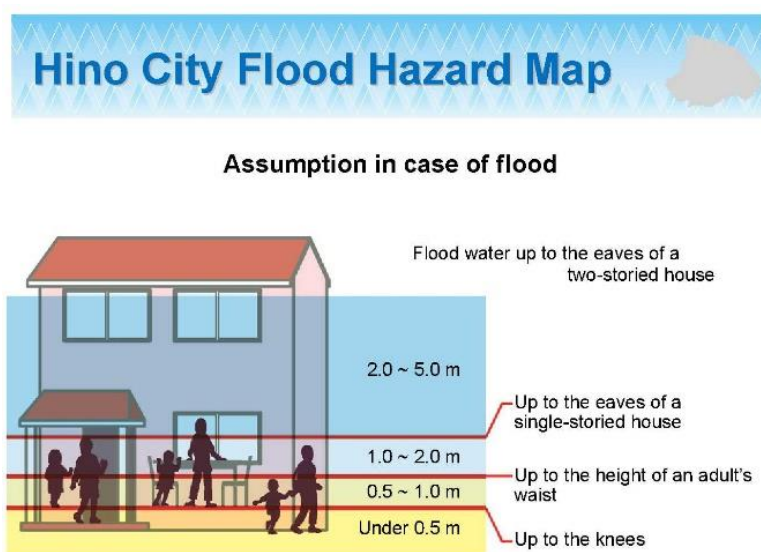 Hino City Flood Hazard Map
Assumption in case of flood
Flood water up to the eaves of a
two-storied house
2.0 ~ 5.0 m
Up to the eaves of a
single-storied house
1.0 ~ 2.0 m
Up to the height of an adult's
waist
0.5 ~ 1.0 m
Under 0.5 m
Up to the knees